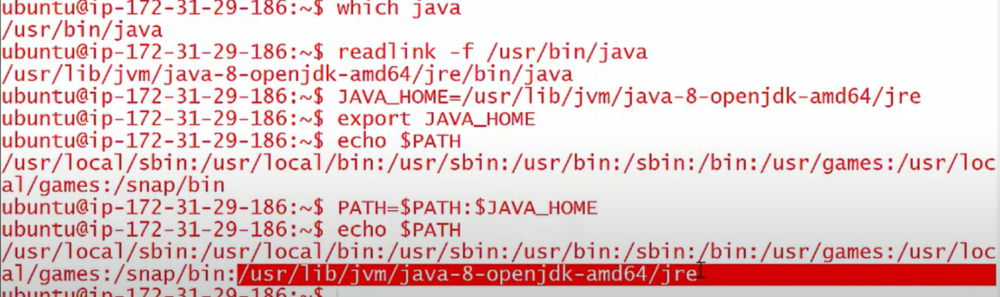 ubuntu@ip-172-31-29-186:~$ which java
/usr/bin/java
ubuntu@ip-172-31-29-186:~$ readlink -f /usr/bin/java
/usr/lib/jvm/java-8-openjdk-amd64/jre/bin/java
ubuntu@ip-172-31-29-186:~$ JAVA_HOME=/usr/lib/jvm/java-8-openjdk-amd64/jre
ubuntu@ip-172-31-29-186:~$ export JAVA_HOME
ubuntu@ip-172-31-29-186:~$ echo $PATH
/usr/local/sbin:/usr/local/bin:/usr/sbin:/usr/bin:/sbin:/bin:/usr/games:/usr/loc
al/games:/snap/bin
ubuntu@ip-172-31-29-186:~$ PATH=$PATH:$JAVA_HOME
ubuntu@ip-172-31-29-186:~$ echo $PATH
/usr/local/sbin:/usr/local/bin:/usr/sbin:/usr/bin:/sbin:/bin:/usr/games:/usr/loc
al/games:/snap/bin:/usr/lib/jvm/java-8-openjdk-amd64/jre
ubuntu@ip-172-31-29-186:~$